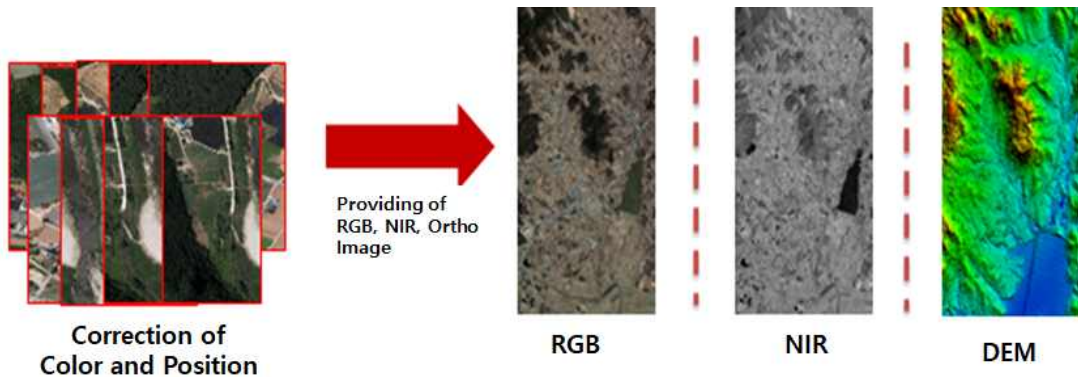 Correction of
Color and Position
Providing of
RGB, NIR, Ortho
Image
RGB
NIR
DEM